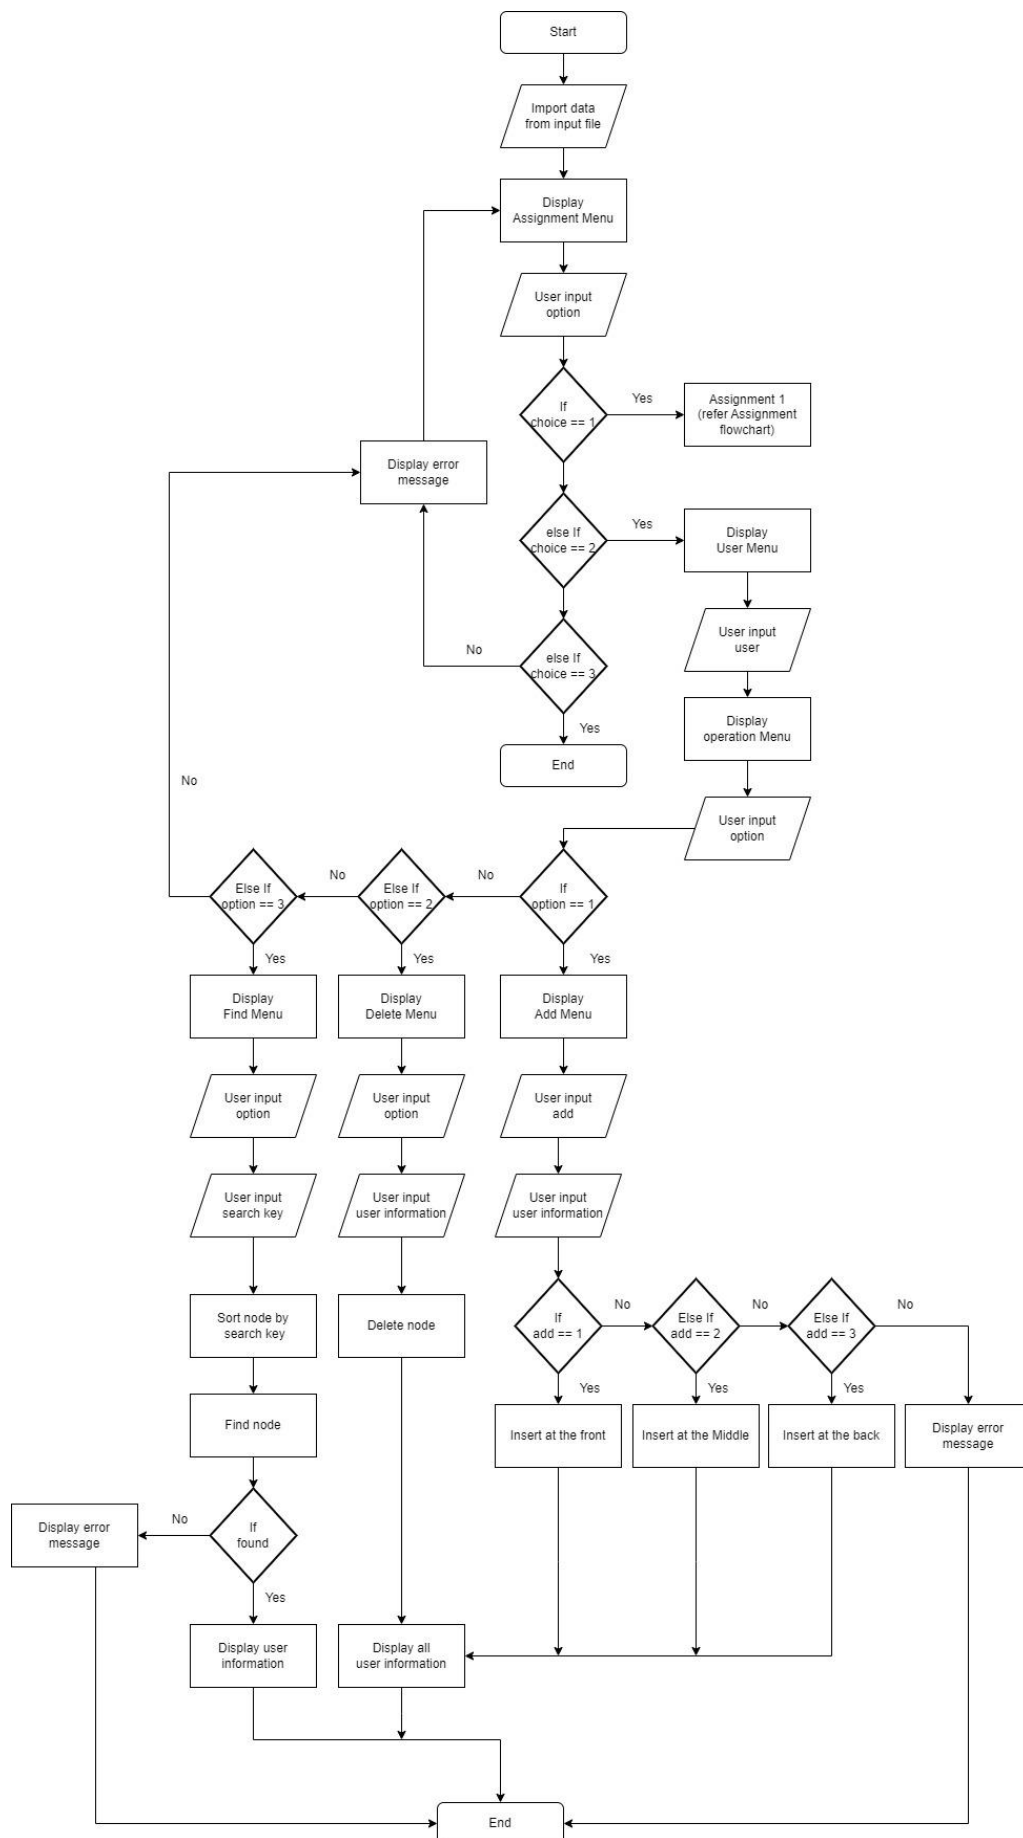 Start
Import data
from input file
Display
Assignment Menu
User input
option
If
choice == 1
Yes
Assignment 1
(refer Assignment
flowchart)
Display error
message
else If
choice == 2
Yes
Display
User Menu
User input
user
No
else If
choice == 3
Yes
Display
operation Menu
End
No
User input
option
Else If
option == 3
No
Else If
option == 2
No
If
option == 1
Yes
Yes
Yes
Display
Find Menu
Display
Delete Menu
Display
Add Menu
User input
option
User input
option
User input
add
User input
search key
User input
user information
User input
user information
Sort node by
search key
Delete node
If
add == 1
No
Else If
add == 2
No
Else If
add == 3
No
Yes
Yes
Yes
Find node
Insert at the front
Insert at the Middle
Insert at the back
Display error
message
Display error
message
No
If
found
Yes
Display user
information
Display all
user information
End